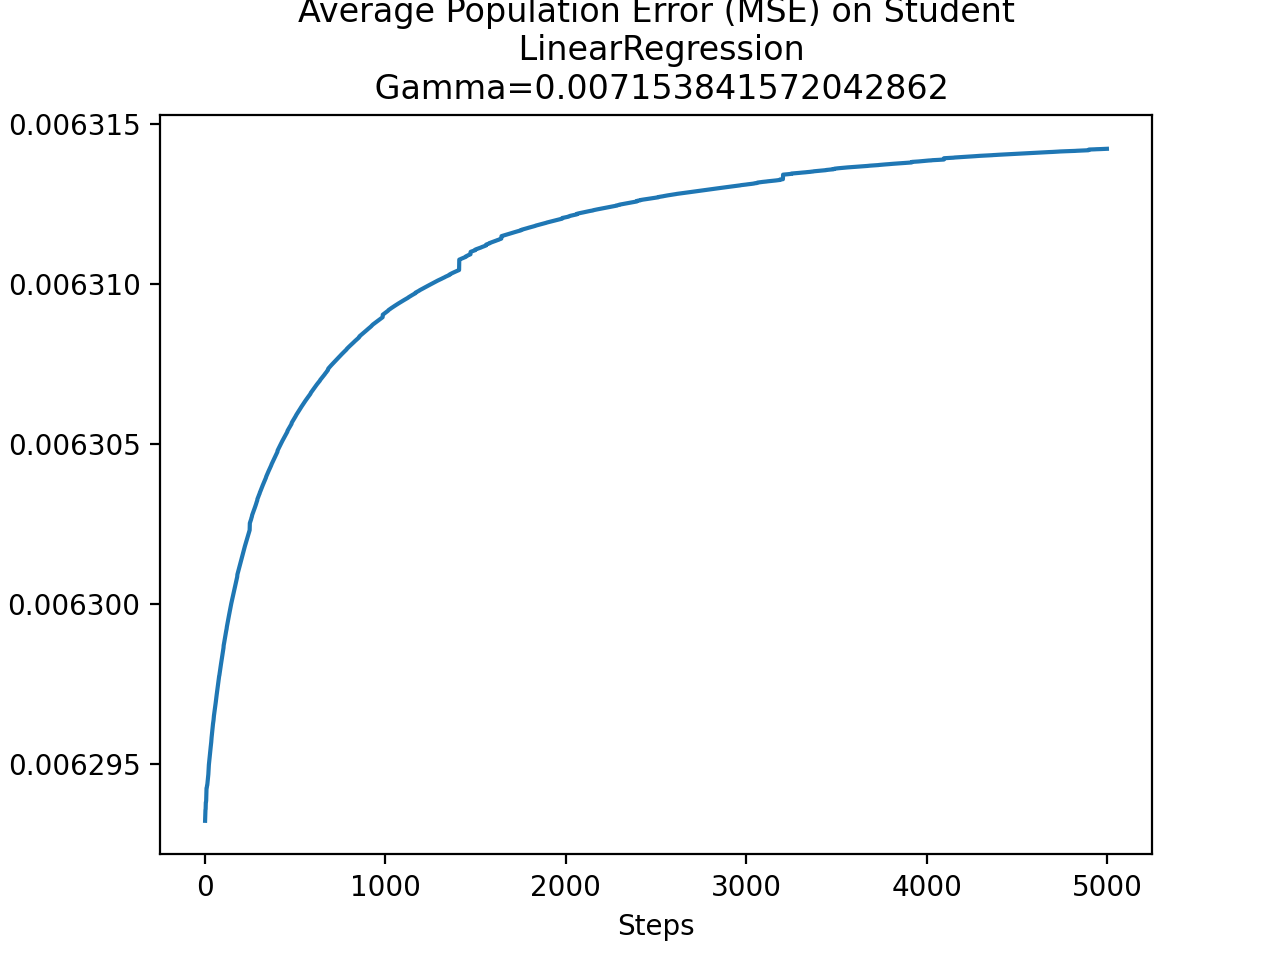 Average Population Error (MSE) on Student
LinearRegression
Gamma=0.007153841572042862
0.006315
0.006310
0.006305
0.006300
0.006295
0
1000
2000
3000
4000
5000
Steps